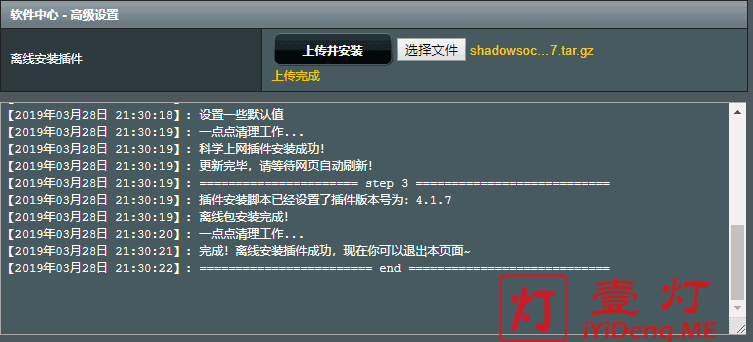 软件中心 - 高级设置
离线安装插件
上传并安装 选择文件 shadowsoc...7.tar.gz
上传完成
【2019年03月28日 21:30:18】: 设置一些默认值
【2019年03月28日 21:30:19】: 一点点清理工作...
【2019年03月28日 21:30:19】: 科学上网插件安装成功!
【2019年03月28日 21:30:19】: 更新完毕，请等待网页自动刷新!
【2019年03月28日 21:30:19】: ====================== step 3 ===========================
【2019年03月28日 21:30:19】: 插件安装脚本已经设置了插件版本号为: 4.1.7
【2019年03月28日 21:30:19】: 离线包安装完成!
【2019年03月28日 21:30:20】: 一点点清理工作...
【2019年03月28日 21:30:21】: 完成! 离线安装插件成功，现在你可以退出本页面~
【2019年03月28日 21:30:22】: ======================== end ============================
灯 壹灯
iYiDcng.ME